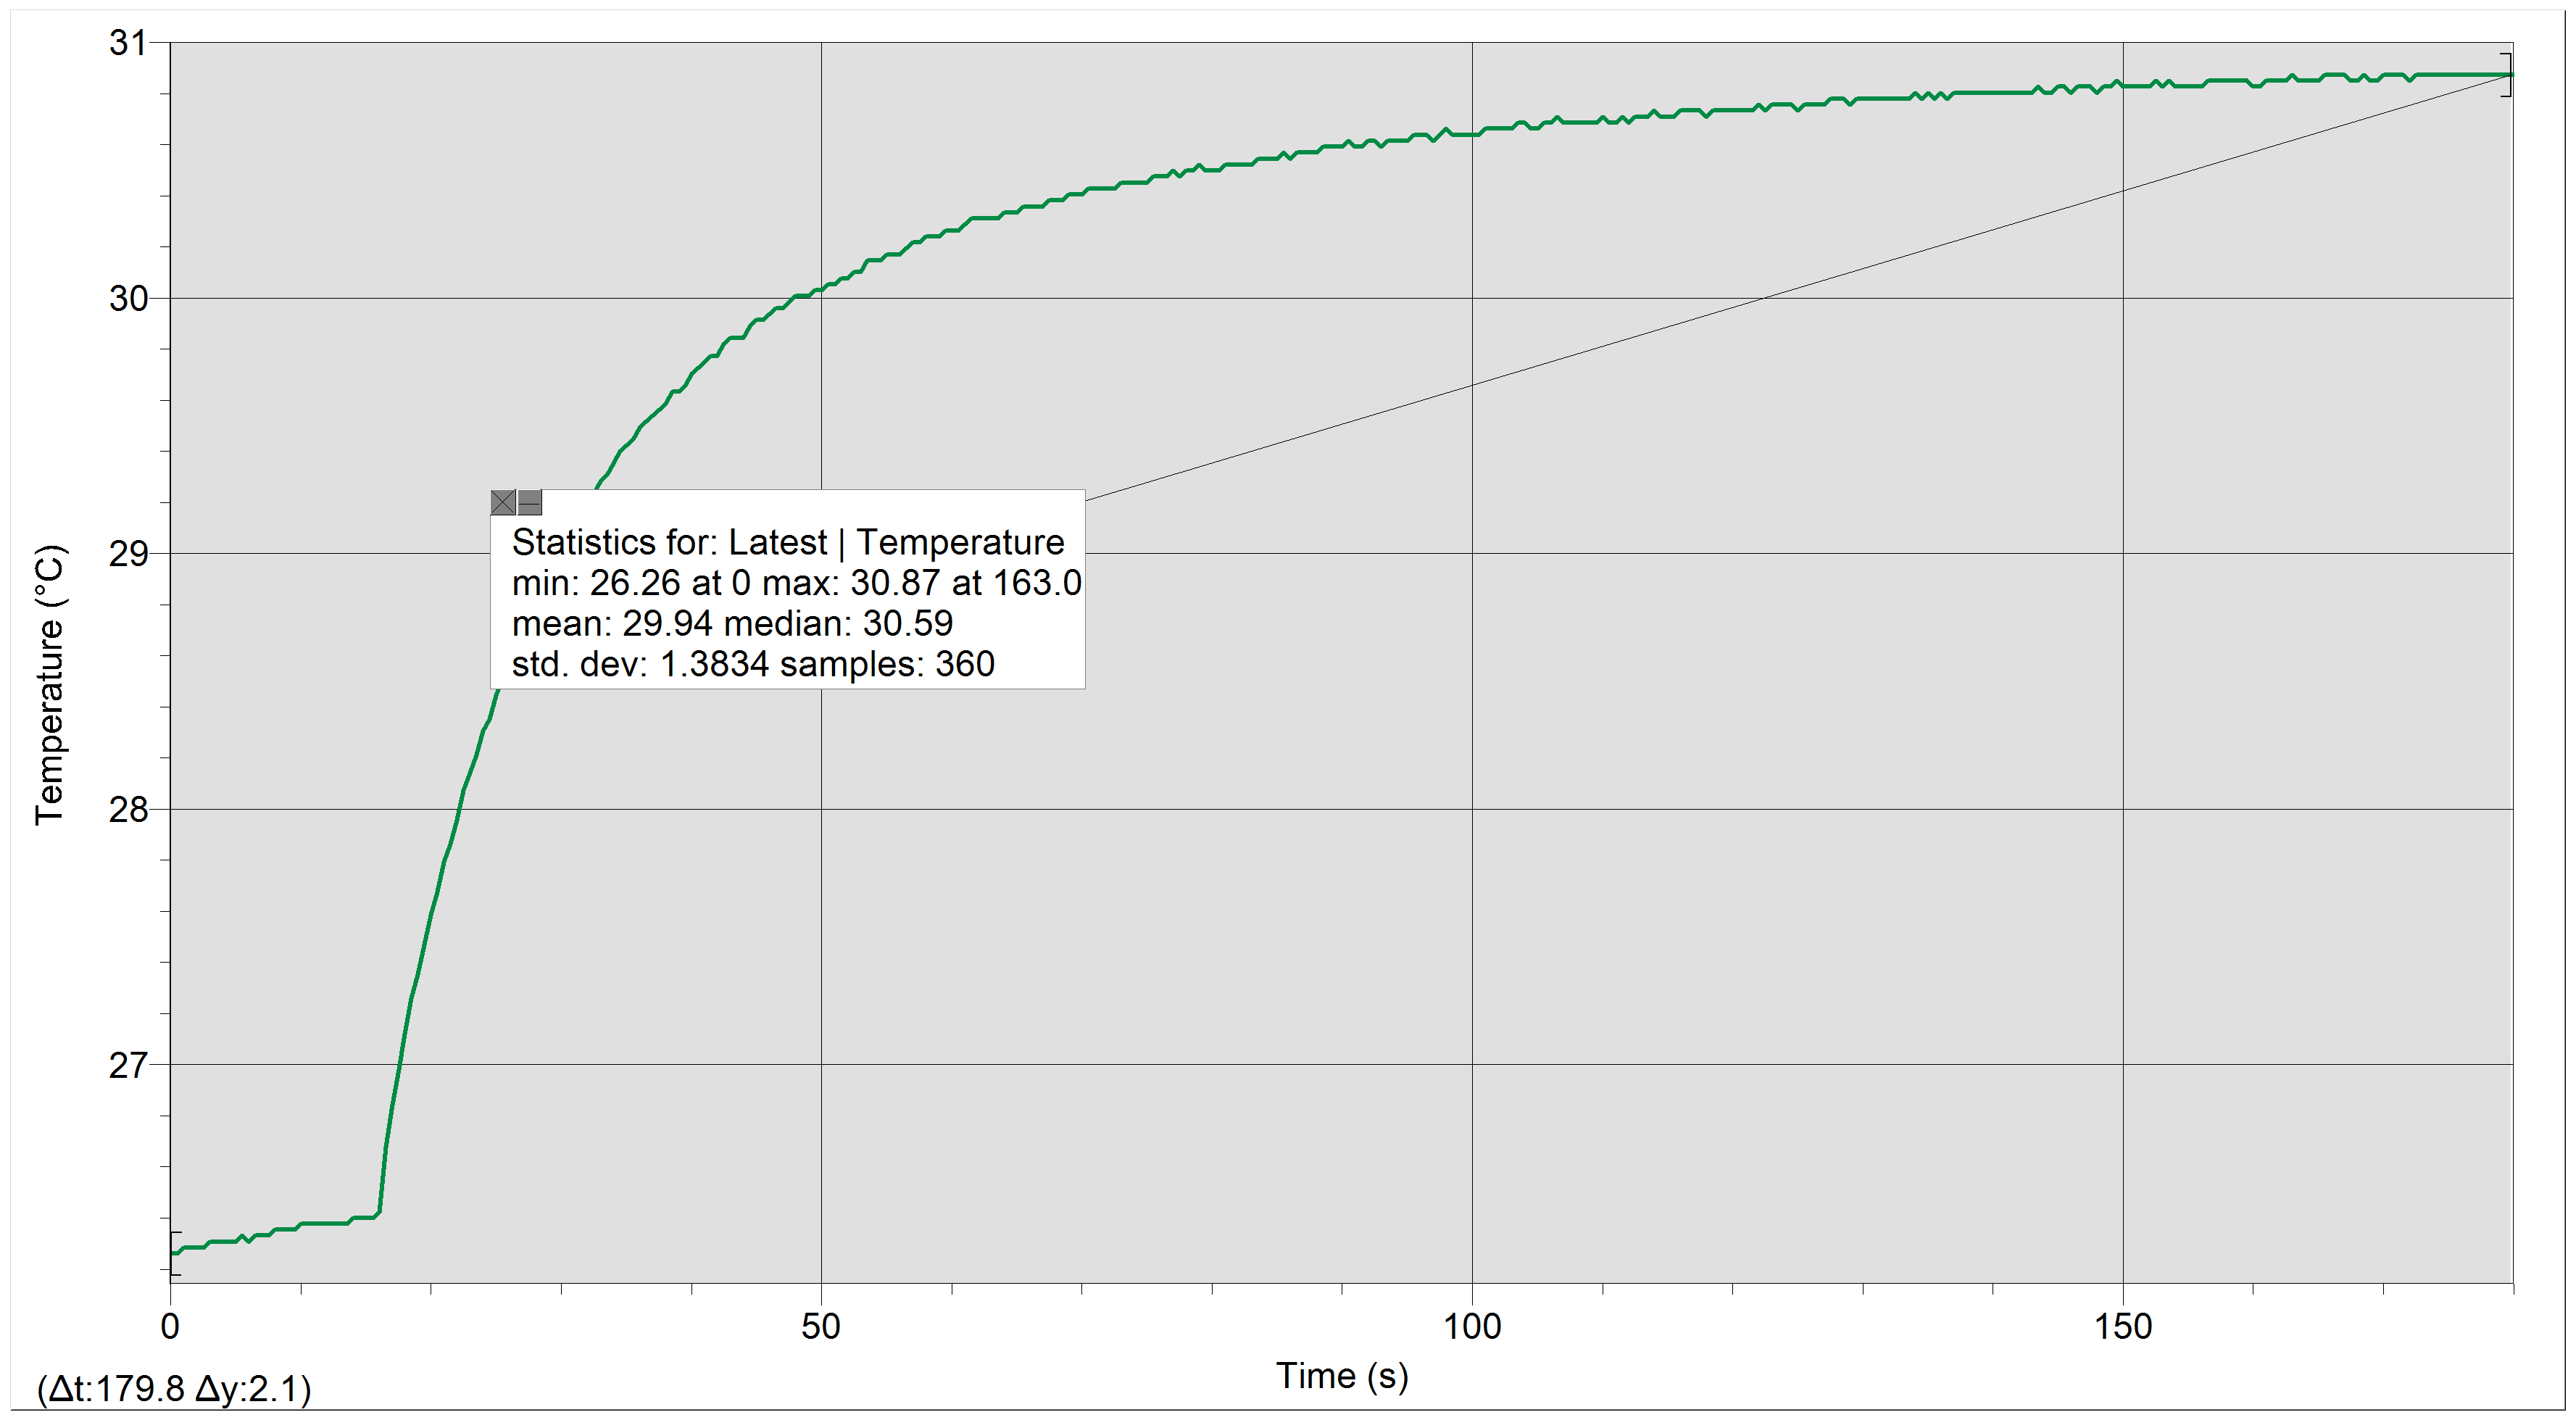 31
30
29
28
27
Temperature (°C)
Statistics for: Latest | Temperature
min: 26.26 at 0 max: 30.87 at 163.0
mean: 29.94 median: 30.59
std. dev: 1.3834 samples: 360
0 50 100 150
Time (s)
(Δt:179.8 Δy:2.1)